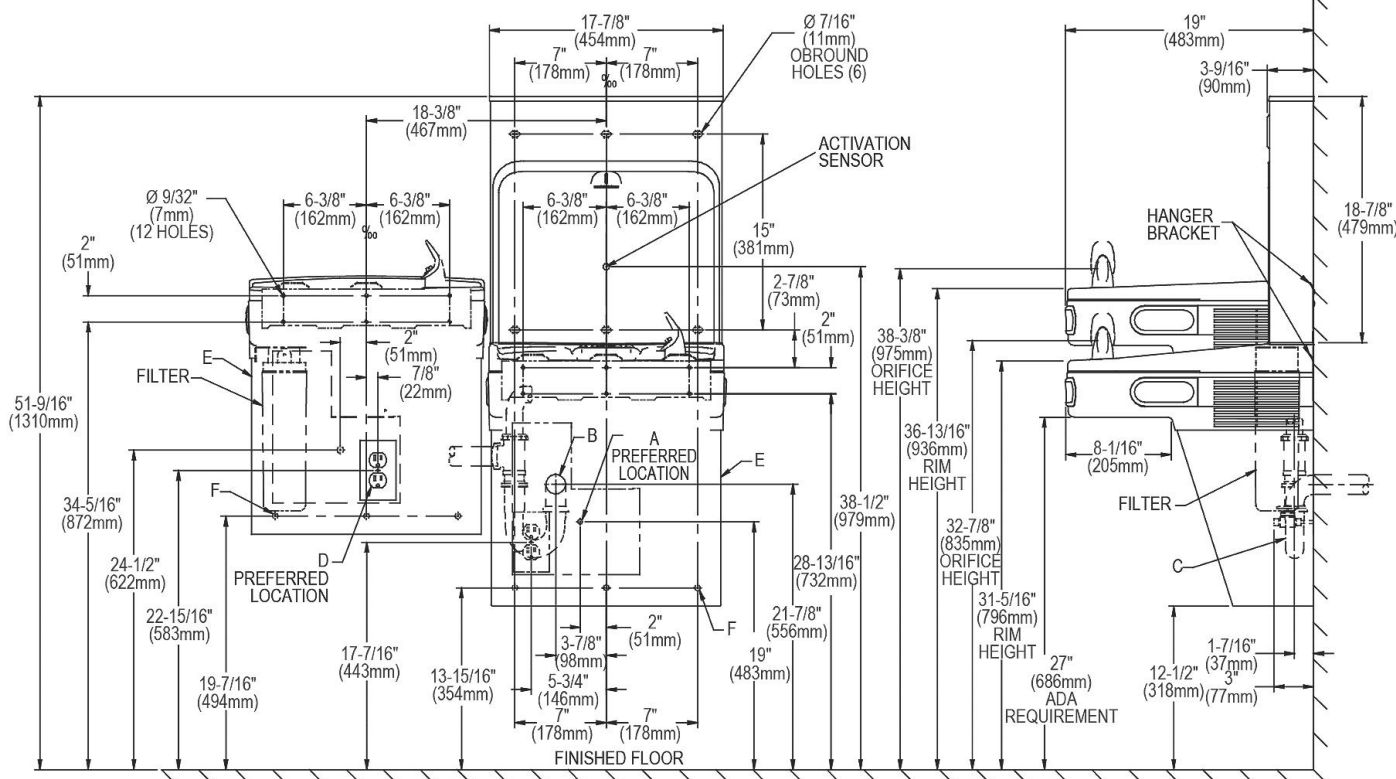 17-7/8"
(454mm)
7"
(178mm)
7"
(178mm)
‰
Ø 7/16"
(11mm)
OBROUND
HOLES (6)
19"
(483mm)
3-9/16"
(90mm)
18-3/8"
(467mm)
ACTIVATION
SENSOR
Ø 9/32"
(7mm)
(12 HOLES)
6-3/8"
(162mm)
6-3/8"
(162mm)
‰
6-3/8"
(162mm)
6-3/8"
(162mm)
15"
(381mm)
HANGER
BRACKET
18-7/8"
(479mm)
2"
(51mm)
2-7/8"
(73mm)
2"
(51mm)
2"
(51mm)
7/8"
(22mm)
E
FILTER
38-3/8"
(975mm)
ORIFICE
HEIGHT
51-9/16"
(1310mm)
36-13/16"
(936mm)
RIM
HEIGHT
8-1/16"
(205mm)
B
A
PREFERRED
LOCATION
E
34-5/16"
(872mm)
F
38-1/2"
(979mm)
FILTER
32-7/8"
(835mm)
ORIFICE
HEIGHT
24-1/2"
(622mm)
D
PREFERRED
LOCATION
28-13/16"
(732mm)
C
31-5/16"
(796mm)
RIM
HEIGHT
22-15/16"
(583mm)
21-7/8"
(556mm)
F
2"
(51mm)
3-7/8"
(98mm)
19"
(483mm)
17-7/16"
(443mm)
13-15/16"
(354mm)
5-3/4"
(146mm)
19-7/16"
(494mm)
27"
(686mm)
ADA
REQUIREMENT
12-1/2"
(318mm)
1-7/16"
(37mm)
3"
(77mm)
7"
(178mm)
7"
(178mm)
FINISHED FLOOR